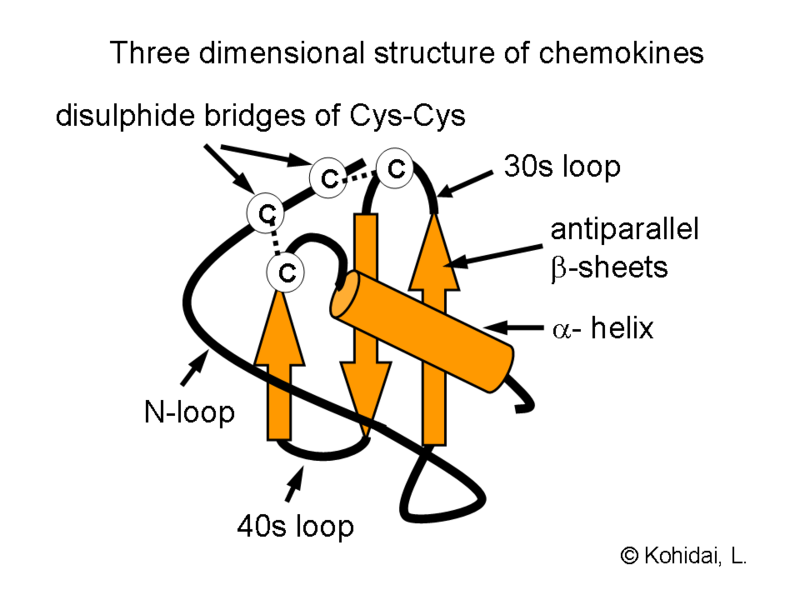 Three dimensional structure of chemokines
disulphide bridges of Cys-Cys
C
C
30s loop
C
antiparallel
β-sheets
C
α- helix
N-loop
40s loop
© Kohidai, L.